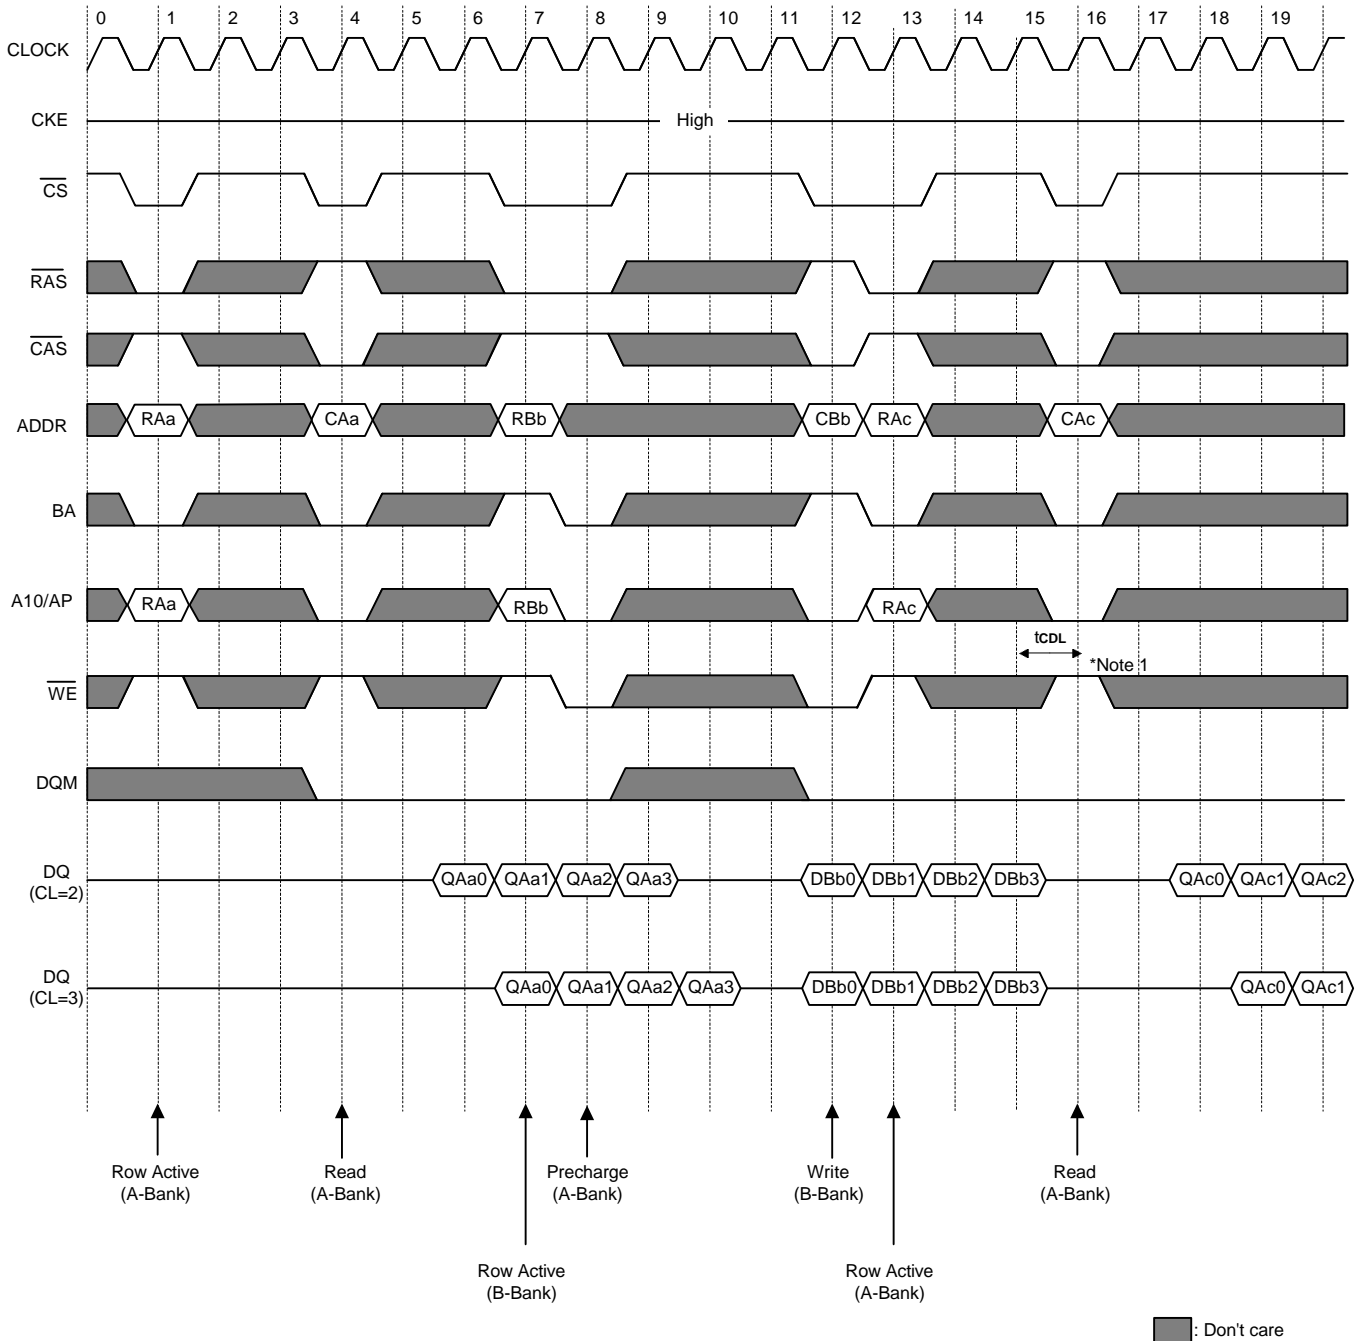 0 1 2 3 4 5 6 7 8 9 10 11 12 13 14 15 16 17 18 19
CLOCK
CKE High
CS
RAS
CAS
ADDR RAa CAa RBb CBb RAc CAc
BA
A10/AP RAa RBb RAc
tCDL
*Note 1
WE
DQM
DQ
(CL=2)
QAa0 QAa1 QAa2 QAa3 DBb0 DBb1 DBb2 DBb3 QAc0 QAc1 QAc2
DQ
(CL=3)
QAa0 QAa1 QAa2 QAa3 DBb0 DBb1 DBb2 DBb3 QAc0 QAc1
Row Active
(A-Bank)
Read
(A-Bank)
Precharge
(A-Bank)
Write
(B-Bank)
Read
(A-Bank)
Row Active
(B-Bank)
Row Active
(A-Bank)
: Don't care